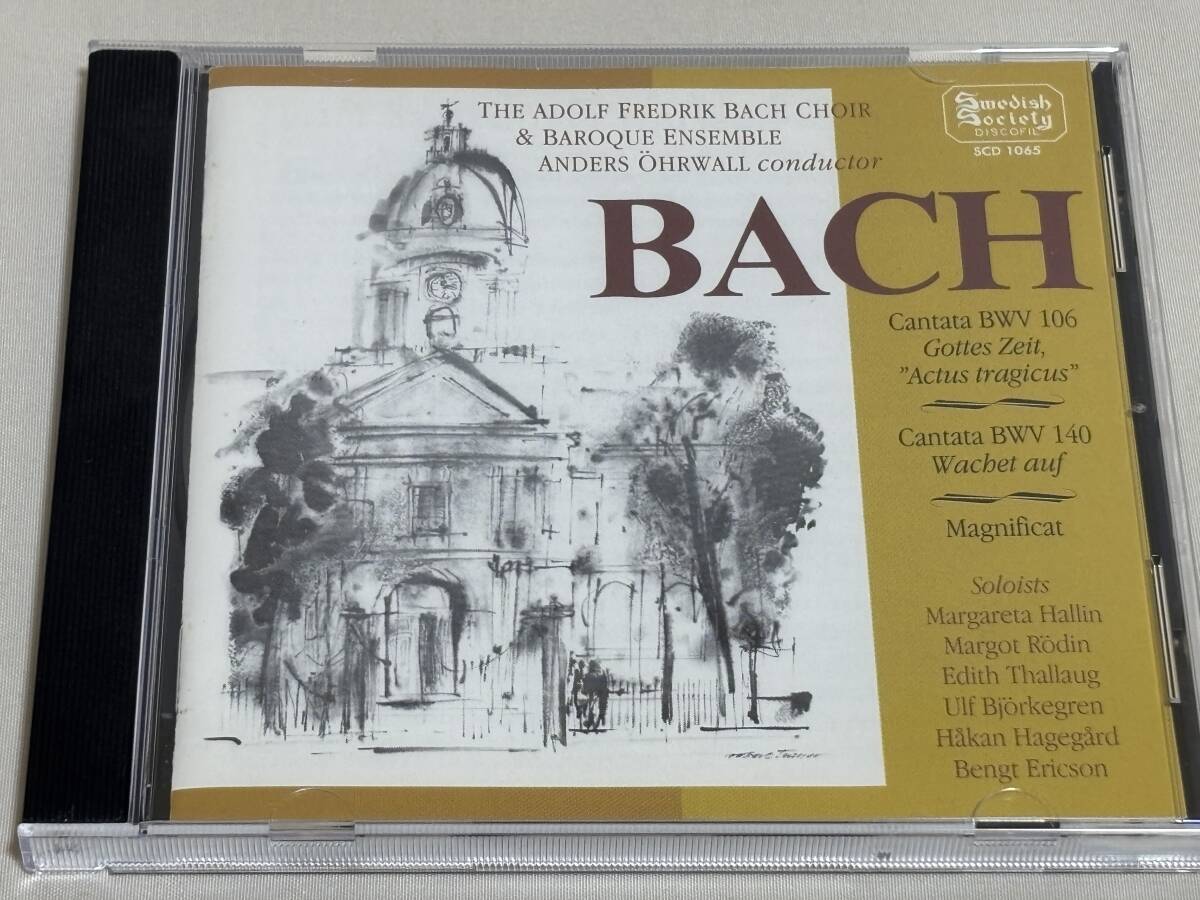 THE ADOLF FREDRIK BACH CHOIR
& BAROQUE ENSEMBLE
ANDERS ÖHRWALL conductor
Swedish
Society
DISCOFIL
SCD 1065
BACH
Cantata BWV 106
Gottes Zeit,
"Actus tragicus"
Cantata BWV 140
Wachet auf
Magnificat
Soloists
Margareta Hallin
Margot Rödin
Edith Thallaug
Ulf Björkegren
Håkan Hagegård
Bengt Ericson